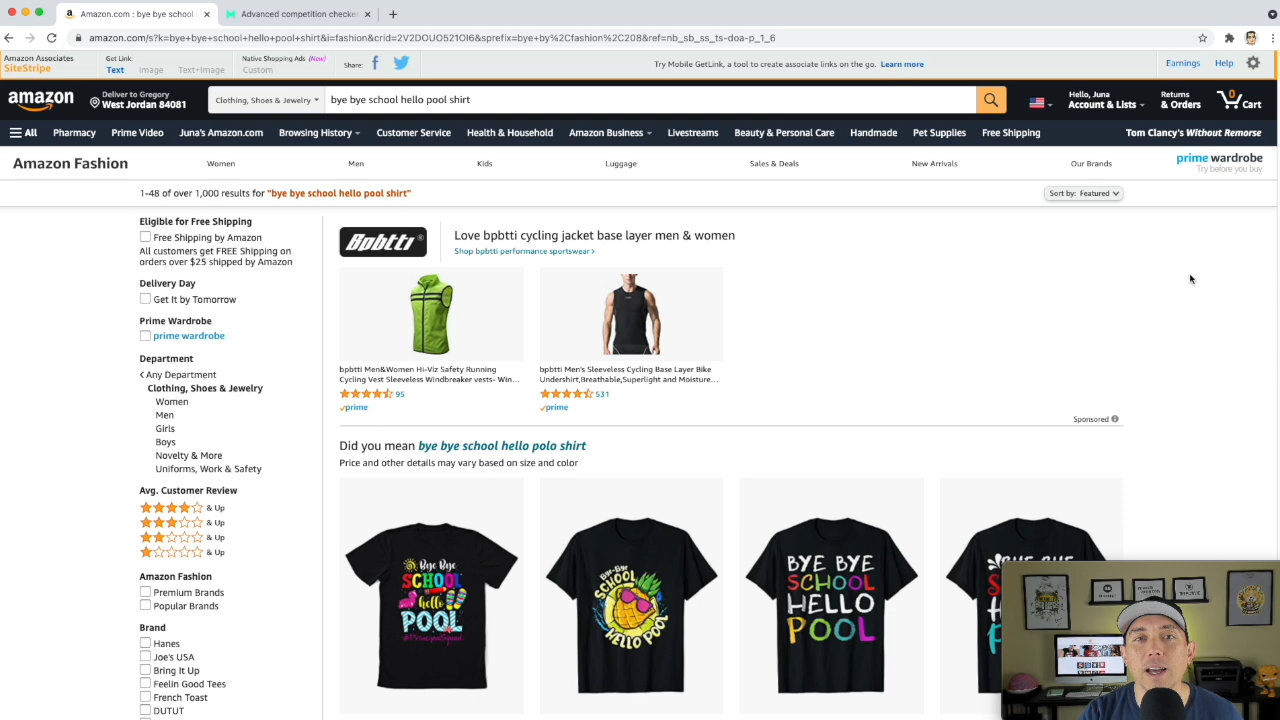 Amazon.com : bye bye school
Advanced competition checker
amazon.com/s?k=bye+bye+school+hello+pool+shirt&i=fashion&crid=2V2DOUO521OI6&sprefix=bye+by%2Cfashion%2C208&ref=nb_sb_ss_ts-doa-p_1_6
Amazon Associates
SiteStripe
Get Link:
Text Image Text+Image
Native Shopping Ads (New)
Custom
Share:
Try Mobile GetLink, a tool to create associate links on the go. Learn more
Earnings Help
amazon
Deliver to Gregory
West Jordan 84081
Clothing, Shoes & Jewelry
bye bye school hello pool shirt
Hello, Juna
Account & Lists
Returns
& Orders
0
Cart
All Pharmacy Prime Video Juna's Amazon.com Browsing History Customer Service Health & Household Amazon Business Livestreams Beauty & Personal Care Handmade Pet Supplies Free Shipping Tom Clancy's Without Remorse
Amazon Fashion Women Men Kids Luggage Sales & Deals New Arrivals Our Brands
prime wardrobe
Try before you buy
1-48 of over 1,000 results for "bye bye school hello pool shirt"
Sort by: Featured
Eligible for Free Shipping
Free Shipping by Amazon
All customers get FREE Shipping on
orders over $25 shipped by Amazon
Delivery Day
Get It by Tomorrow
Prime Wardrobe
prime wardrobe
Department
Any Department
Clothing, Shoes & Jewelry
Women
Men
Girls
Boys
Novelty & More
Uniforms, Work & Safety
Avg. Customer Review
& Up
& Up
& Up
& Up
Amazon Fashion
Premium Brands
Popular Brands
Brand
Hanes
Joe's USA
Bring It Up
Feelin Good Tees
French Toast
DUTUT
Bpbtti®
Love bpbtti cycling jacket base layer men & women
Shop bpbtti performance sportswear ›
bpbtti Men&Women Hi-Viz Safety Running
Cycling Vest Sleeveless Windbreaker vests- Win...
95
prime
bpbtti Men's Sleeveless Cycling Base Layer Bike
Undershirt,Breathable,Superlight and Moisture...
531
prime
Sponsored
Did you mean bye bye school hello polo shirt
Price and other details may vary based on size and color
Bye Bye
SCHOOL
hello
POOL
#PrincipalSquad
Bye-Bye
SCHOOL
HELLO POOL
BYE BYE
SCHOOL
HELLO
POOL
BYE BYE